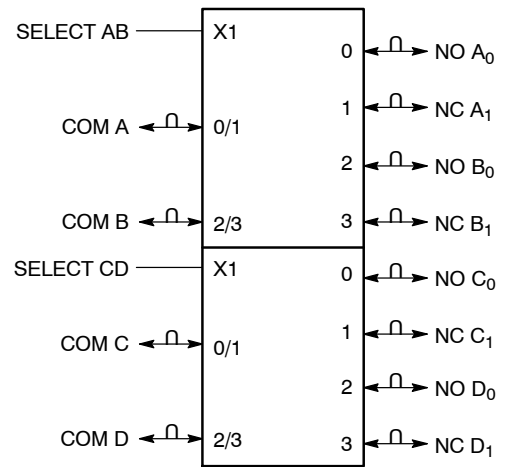 SELECT AB X1
0 NO A0
COM A 0/1
1 NC A1
2 NO B0
COM B 2/3
3 NC B1
SELECT CD X1
0 NO C0
COM C 0/1
1 NC C1
2 NO D0
COM D 2/3
3 NC D1